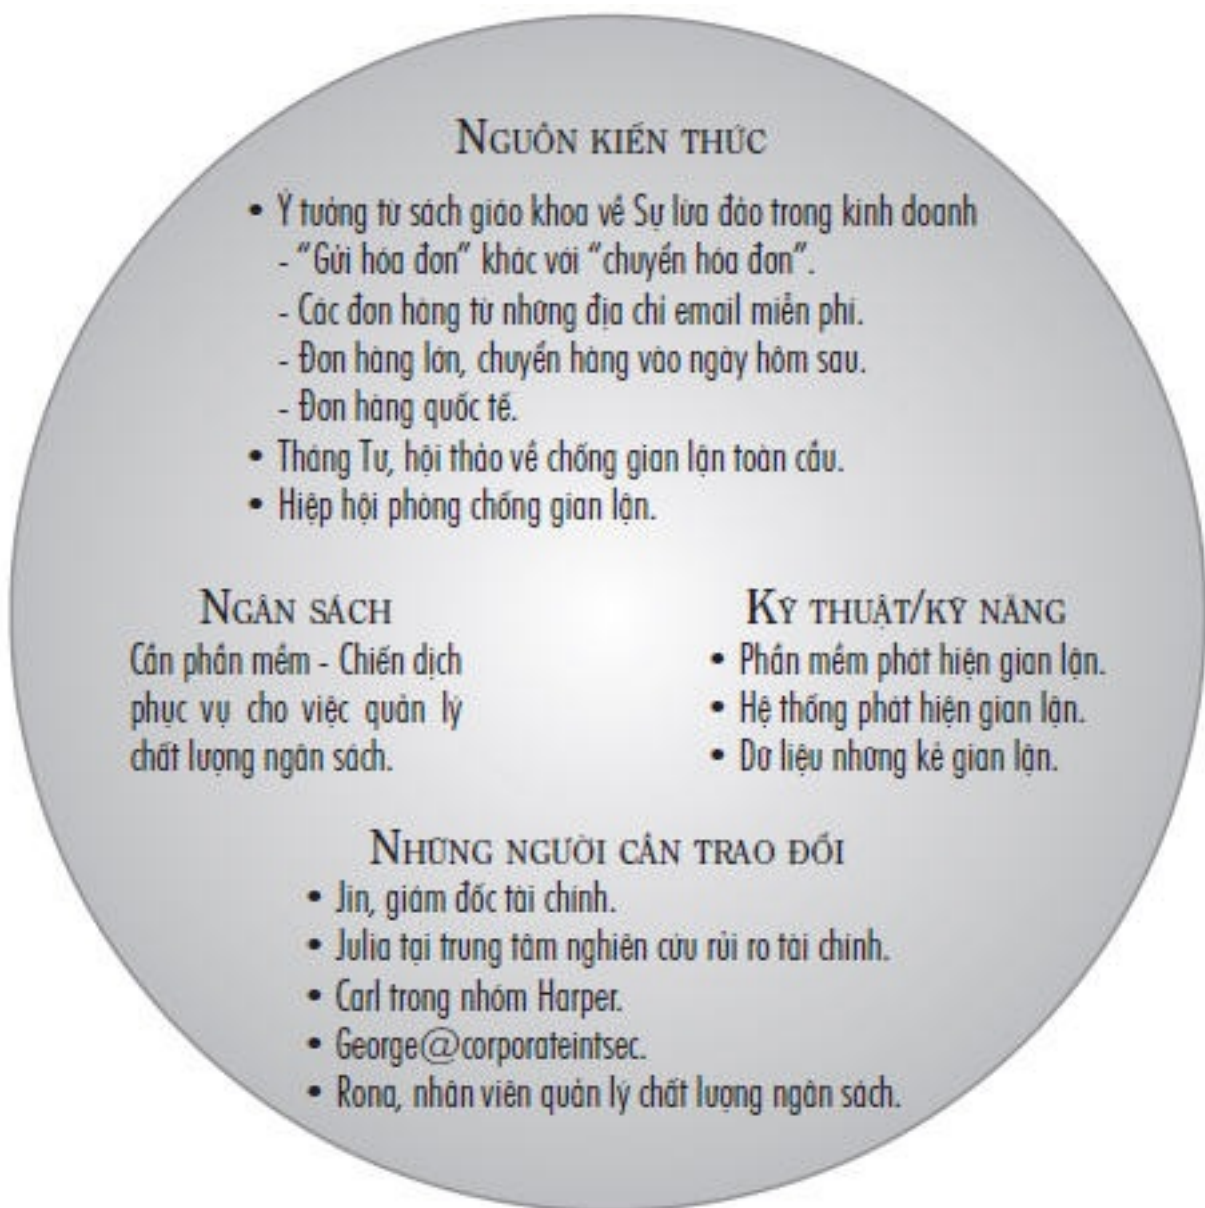 NGUỒN KIẾN THỨC
• Ý tưởng từ sách giáo khoa về Sự lừa đảo trong kinh doanh
- “Gửi hóa đơn” khác với “chuyển hóa đơn”.
- Các đơn hàng từ những địa chỉ email miễn phí.
- Đơn hàng lớn, chuyển hàng vào ngày hôm sau.
- Đơn hàng quốc tế.
• Tháng Tư, hội thảo về chống gian lận toàn cầu.
• Hiệp hội phòng chống gian lận.
NGÂN SÁCH
Cần phần mềm - Chiến dịch
phục vụ cho việc quản lý
chất lượng ngân sách.
KỸ THUẬT/KỸ NĂNG
• Phần mềm phát hiện gian lận.
• Hệ thống phát hiện gian lận.
• Dữ liệu những kẻ gian lận.
NHỮNG NGƯỜI CẦN TRAO ĐỔI
• Jin, giám đốc tài chính.
• Julia tại trung tâm nghiên cứu rủi ro tài chính.
• Carl trong nhóm Harper.
• George@corporateintsec.
• Rona, nhân viên quản lý chất lượng ngân sách.